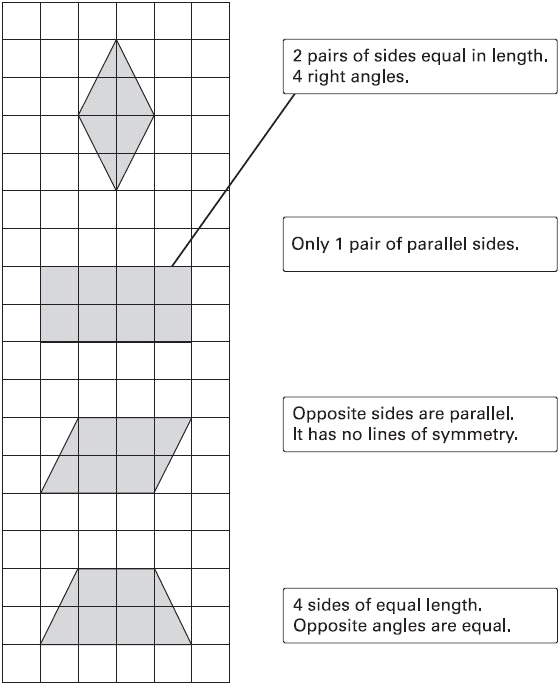 2 pairs of sides equal in length.
4 right angles.
Only 1 pair of parallel sides.
Opposite sides are parallel.
It has no lines of symmetry.
4 sides of equal length.
Opposite angles are equal.